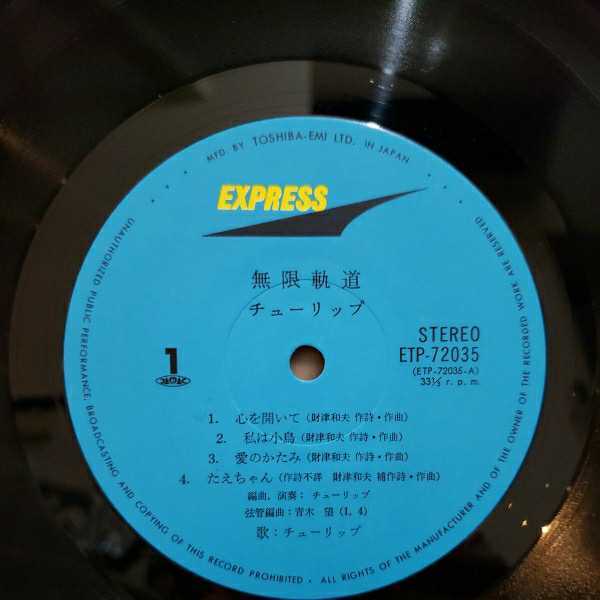 MFD. BY TOSHIBA-EMI LTD. IN JAPAN
EXPRESS
無限軌道
チューリップ
STEREO
ETP-72035
(ETP-72035-A)
33⅓ r. p. m.
1
1. 心を開いて (財津和夫 作詩・作曲)
2. 私は小鳥 (財津和夫 作詩・作曲)
3. 愛のかたみ (財津和夫 作詩・作曲)
4. たえちゃん (作詩不詳 財津和夫 補作詩・作曲)
編曲、演奏： チューリップ
弦管編曲：青木 望 (1, 4)
歌：チューリップ
UNAUTHORIZED PUBLIC PERFORMANCE, BROADCASTING AND COPYING OF THIS RECORD PROHIBITED • ALL RIGHTS OF THE MANUFACTURER AND OF THE OWNER OF THE RECORDED WORK ARE RESERVED